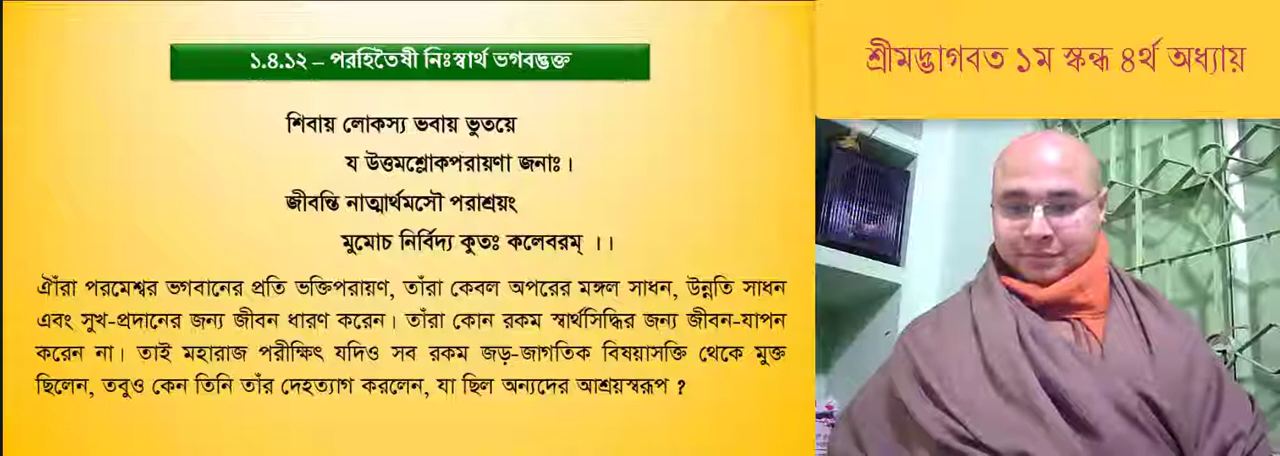 ১.৪.১২ – পরহিতৈষী নিঃস্বার্থ ভগবদ্ভক্ত
শ্রীমদ্ভাগবত ১ম স্কন্ধ ৪র্থ অধ্যায়
শিবায় লোকস্য ভবায় ভুতয়ে
য উত্তমশ্লোকপরায়ণা জনাঃ।
জীবন্তি নাত্মার্থমসৌ পরাশ্রয়ং
মুমোচ নির্বিদ্য কুতঃ কলেবরম্ ।।
যাঁরা পরমেশ্বর ভগবানের প্রতি ভক্তিপরায়ণ, তাঁরা কেবল অপরের মঙ্গল সাধন, উন্নতি সাধন
এবং সুখ-প্রদানের জন্য জীবন ধারণ করেন। তাঁরা কোন রকম স্বার্থসিদ্ধির জন্য জীবন-যাপন
করেন না। তাই মহারাজ পরীক্ষিৎ যদিও সব রকম জড়-জাগতিক বিষয়াসক্তি থেকে মুক্ত
ছিলেন, তবুও কেন তিনি তাঁর দেহত্যাগ করলেন, যা ছিল অন্যদের আশ্রয়স্বরূপ ?